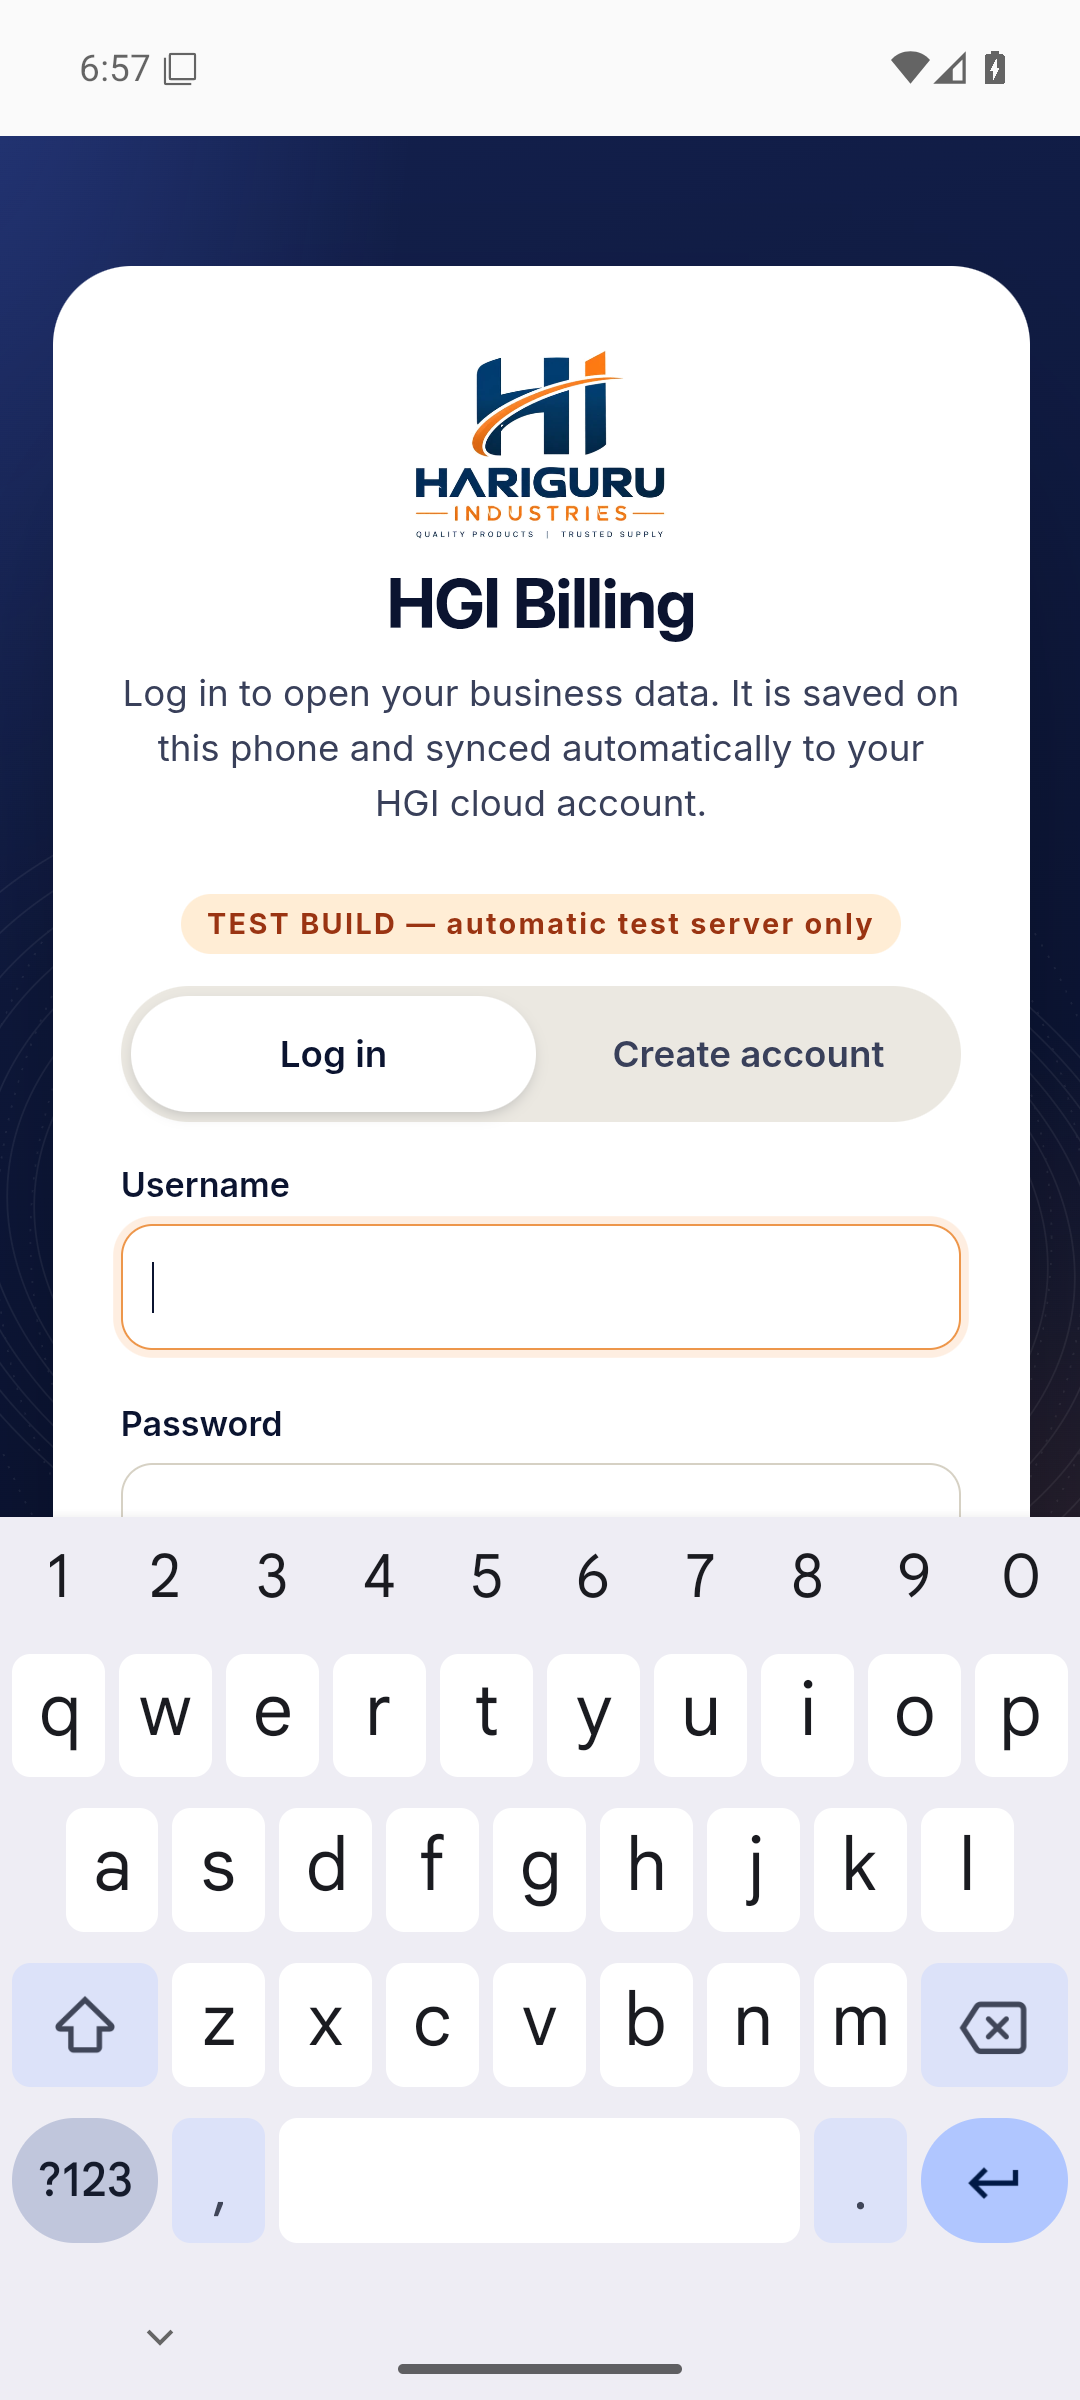 6:57
HARIGURU
INDUSTRIES
QUALITY PRODUCTS | TRUSTED SUPPLY
HGI Billing
Log in to open your business data. It is saved on
this phone and synced automatically to your
HGI cloud account.
TEST BUILD — automatic test server only
Log in Create account
Username
Password
1 2 3 4 5 6 7 8 9 0
q w e r t y u i o p
a s d f g h j k l
z x c v b n m
?123 , .